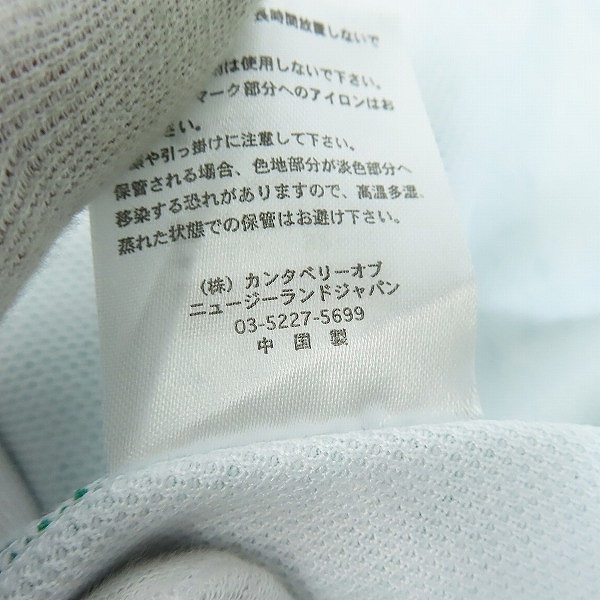 長時間放置しないで
は使用しないで下さい。
マーク部分へのアイロンはお
さい。
や引っ掛けに注意して下さい。
保管される場合、色地部分が淡色部分へ
移染する恐れがありますので、高温多湿、
蒸れた状態での保管はお避け下さい。
(株) カンタベリーオブ
ニュージーランドジャパン
03-5227-5699
中国製